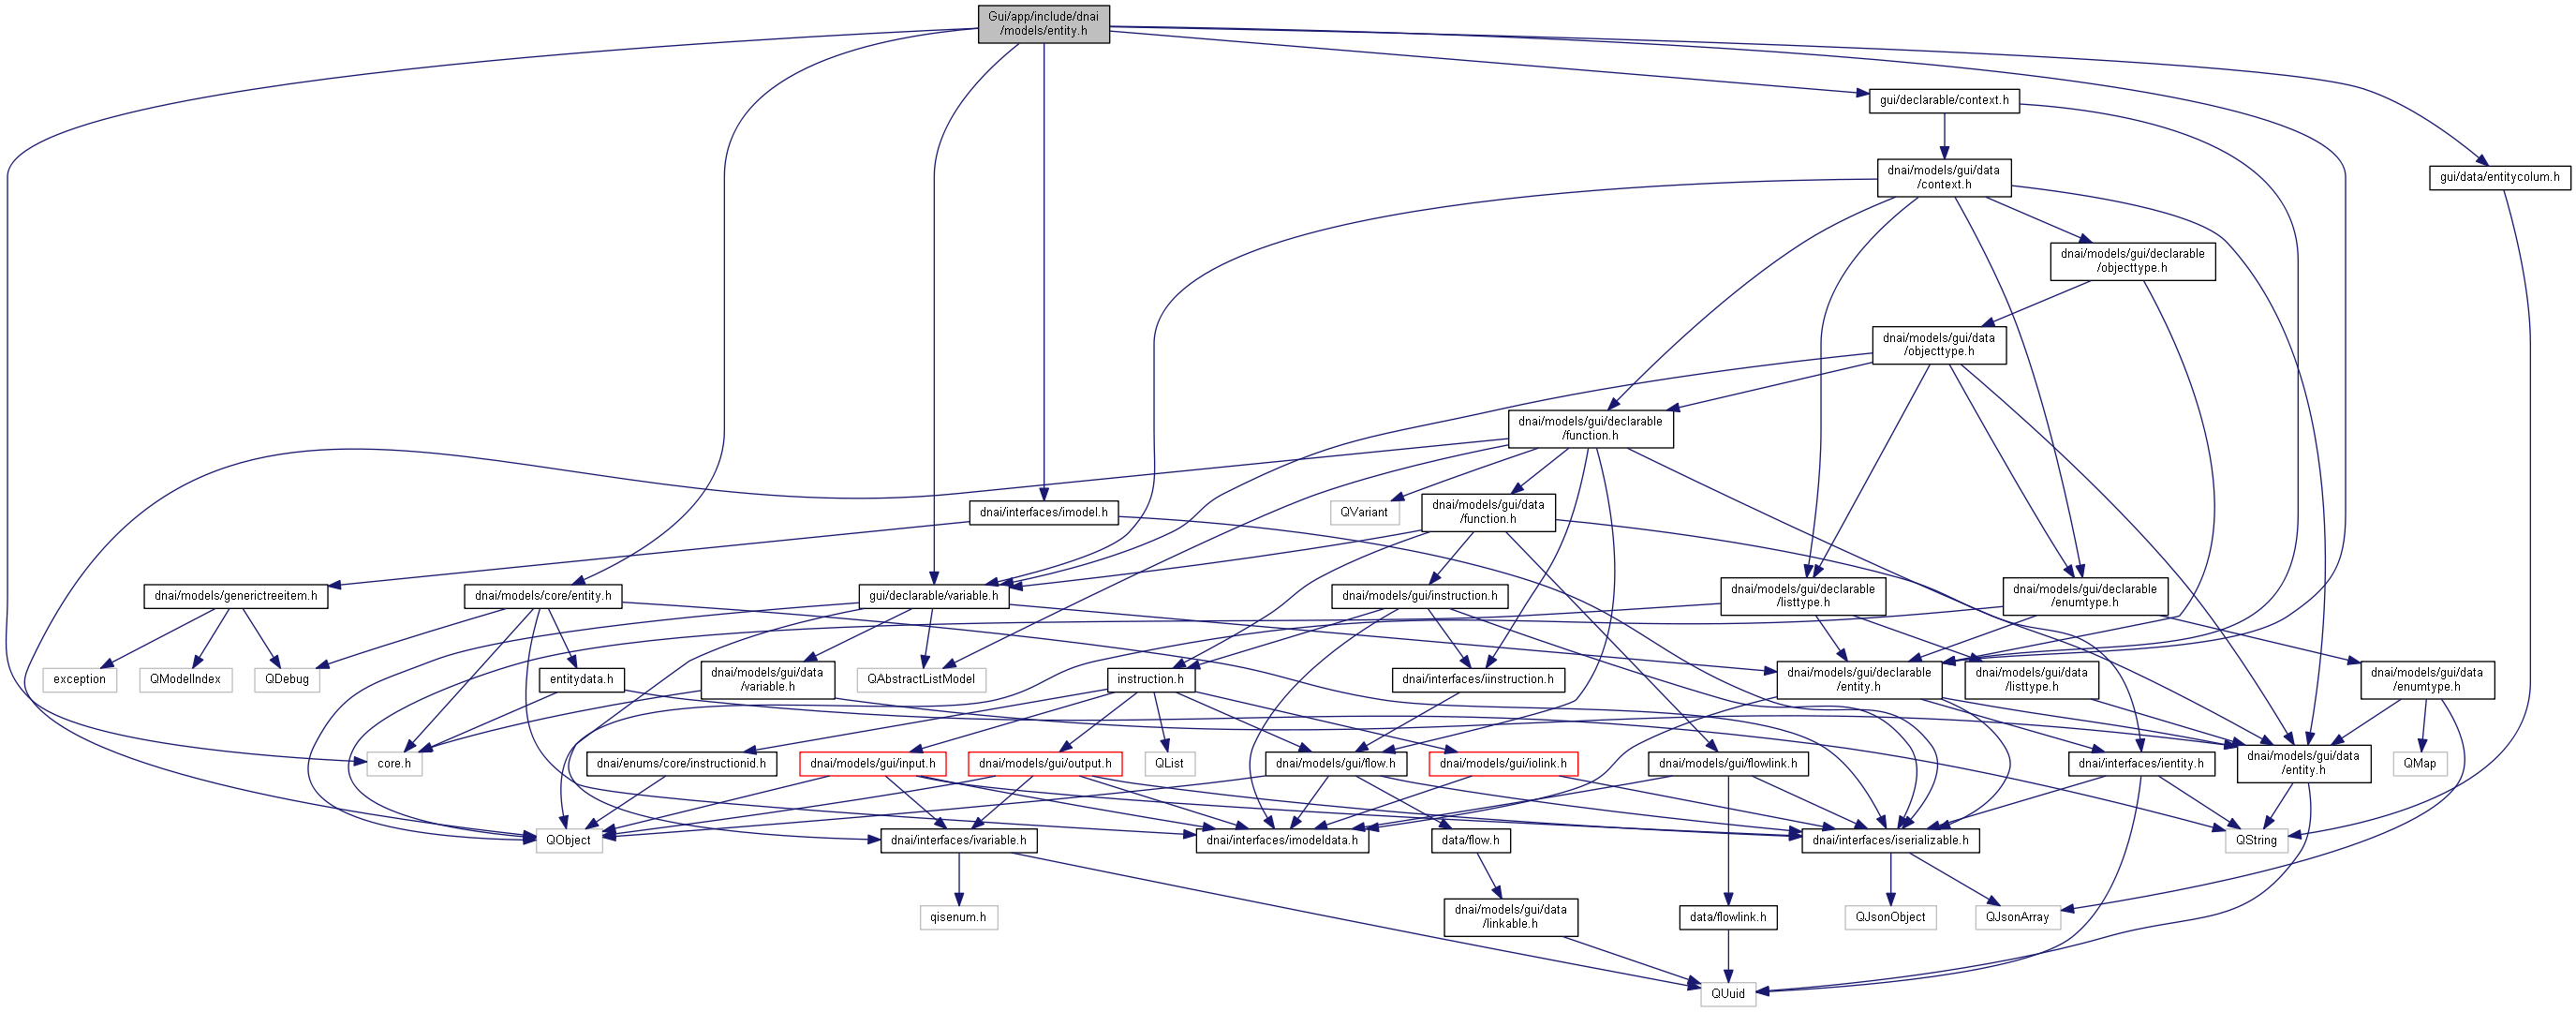 Gui/app/include/dnai
/models/entity.h
gui/declarable/context.h
dnai/models/gui/data
/context.h
gui/data/entitycolum.h
dnai/models/gui/declarable
/objecttype.h
dnai/models/gui/data
/objecttype.h
dnai/models/gui/declarable
/function.h
dnai/interfaces/imodel.h
QVariant
dnai/models/gui/data
/function.h
dnai/models/generictreeitem.h
dnai/models/core/entity.h
gui/declarable/variable.h
dnai/models/gui/instruction.h
dnai/models/gui/declarable
/listtype.h
dnai/models/gui/declarable
/enumtype.h
exception
QModelIndex
QDebug
entitydata.h
dnai/models/gui/data
/variable.h
QAbstractListModel
instruction.h
dnai/interfaces/iinstruction.h
dnai/models/gui/declarable
/entity.h
dnai/models/gui/data
/listtype.h
dnai/models/gui/data
/enumtype.h
core.h
dnai/enums/core/instructionid.h
dnai/models/gui/input.h
dnai/models/gui/output.h
QList
dnai/models/gui/flow.h
dnai/models/gui/iolink.h
dnai/models/gui/flowlink.h
dnai/interfaces/ientity.h
dnai/models/gui/data
/entity.h
QMap
QObject
dnai/interfaces/ivariable.h
dnai/interfaces/imodeldata.h
data/flow.h
dnai/interfaces/iserializable.h
QString
qisenum.h
dnai/models/gui/data
/linkable.h
data/flowlink.h
QJsonObject
QJsonArray
QUuid